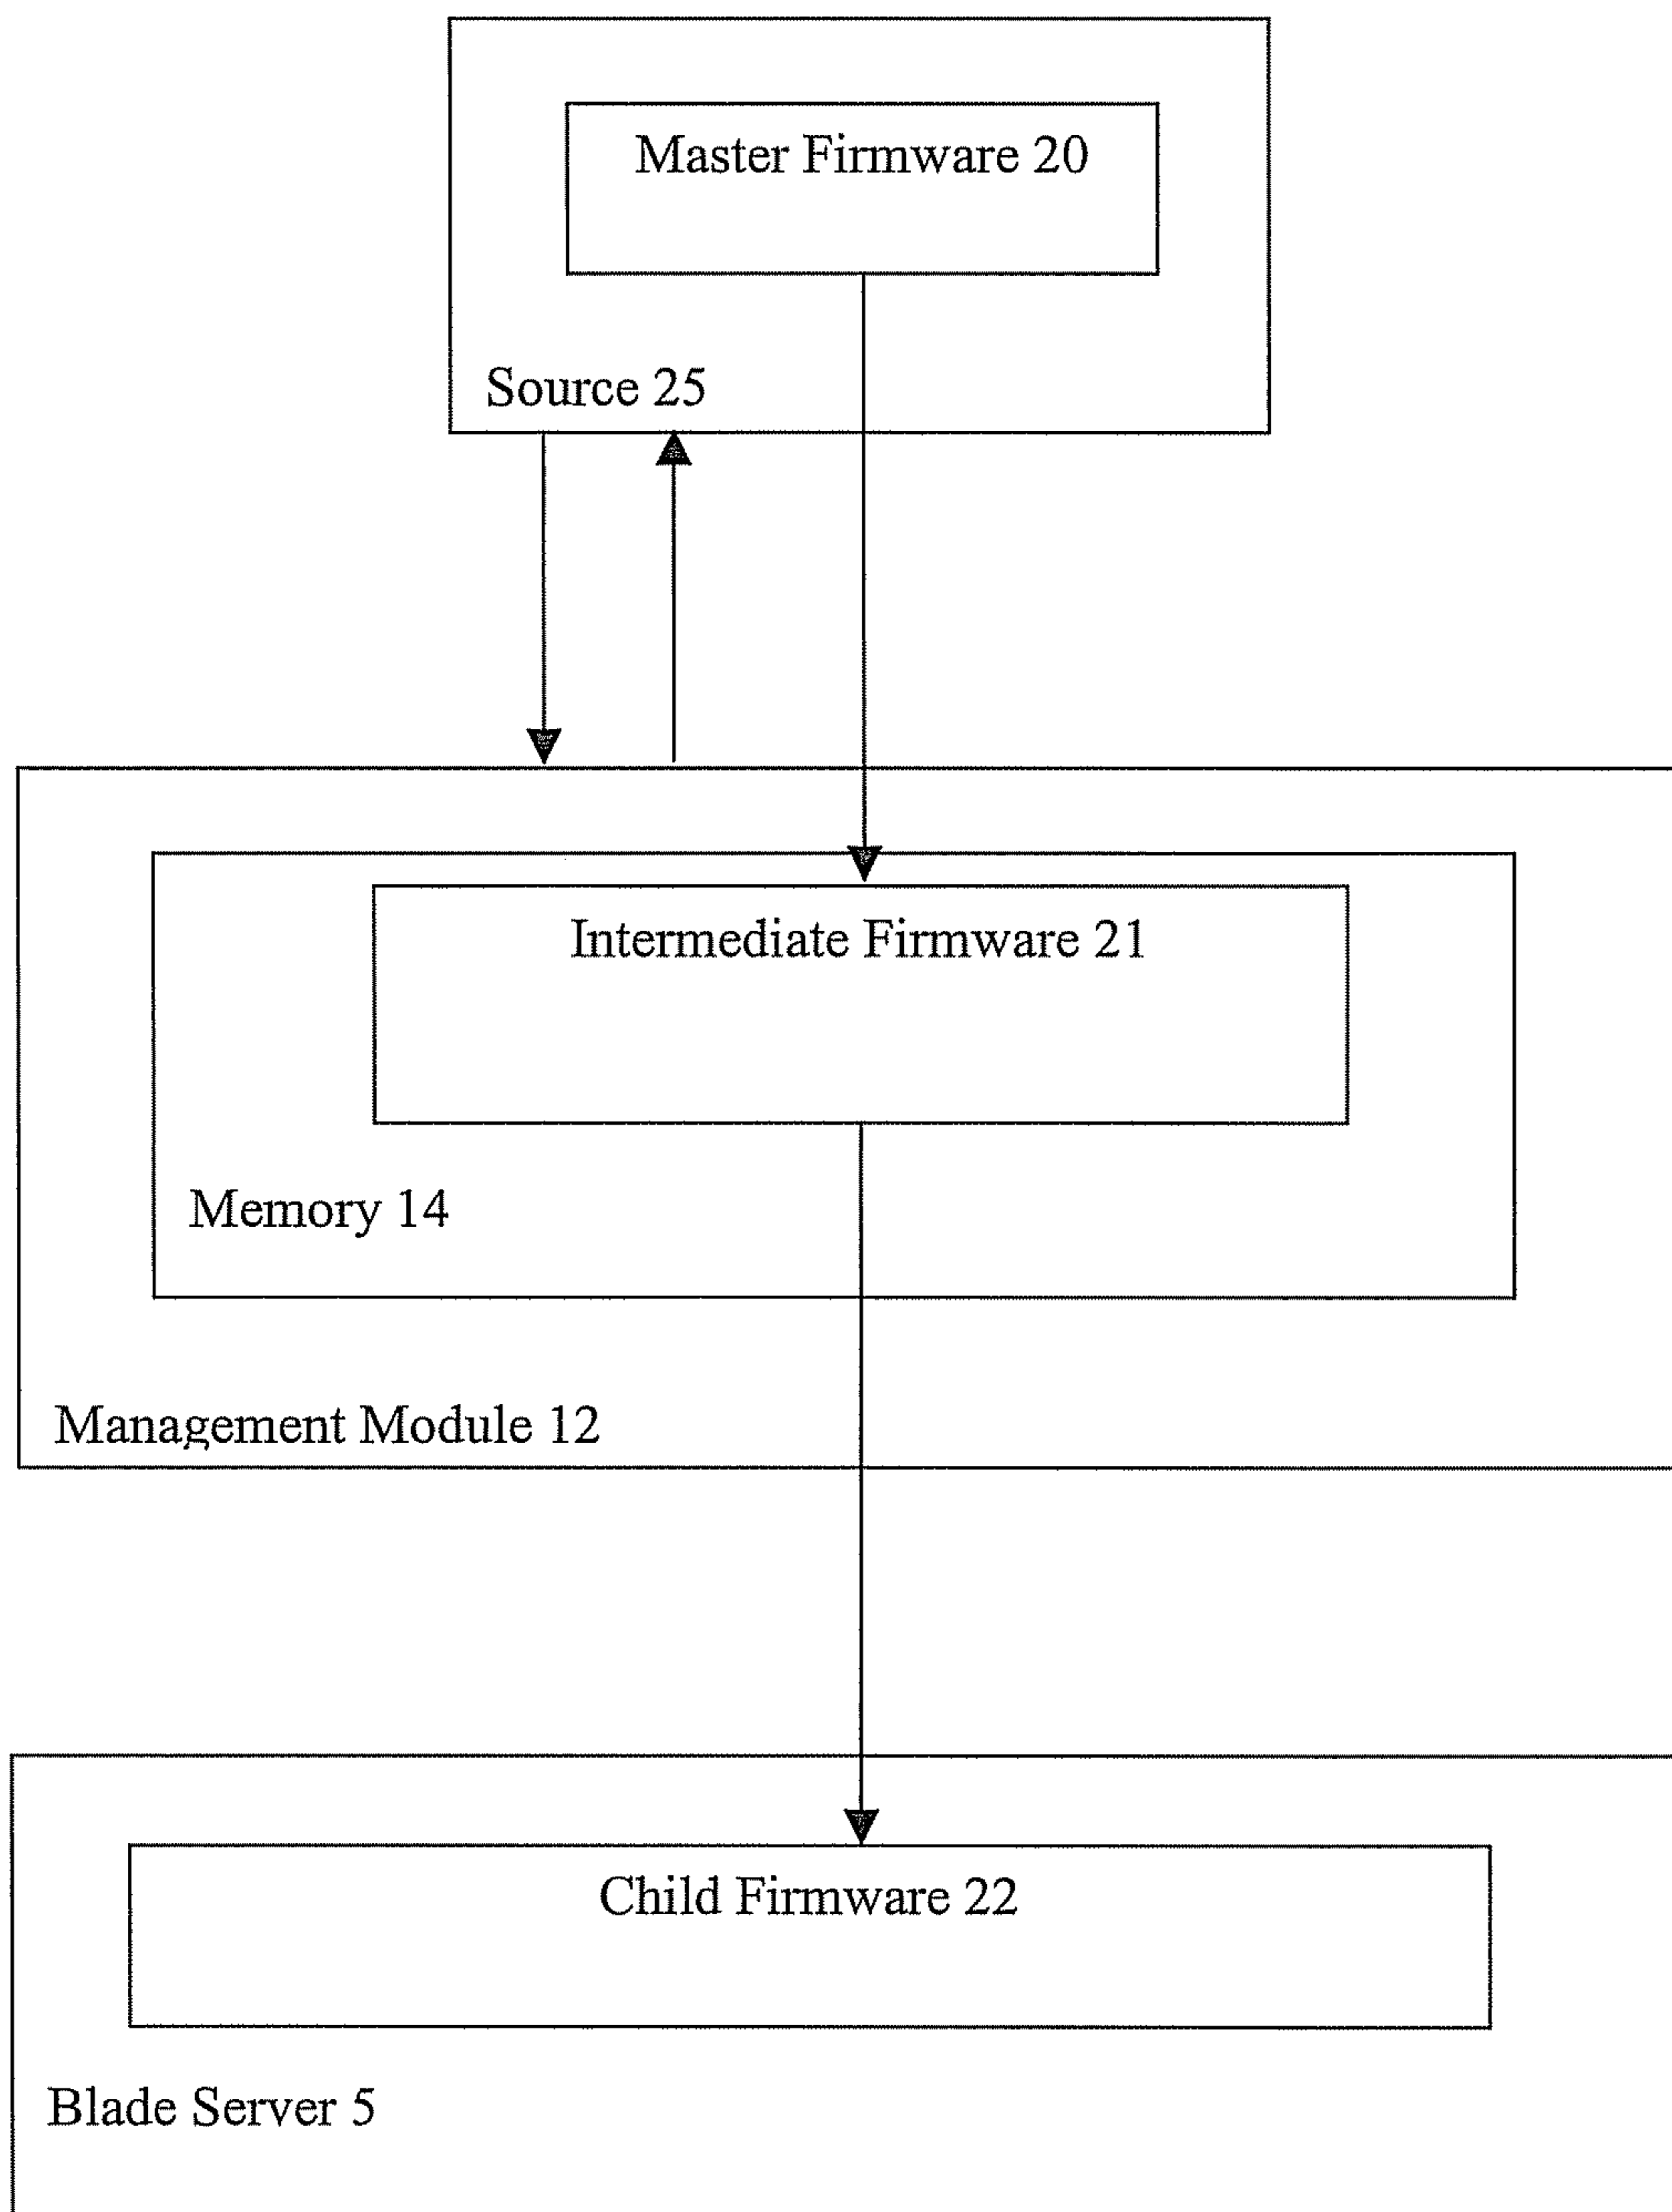 Master Firmware 20
Source 25
Intermediate Firmware 21
Memory 14
Management Module 12
Child Firmware 22
Blade Server 5